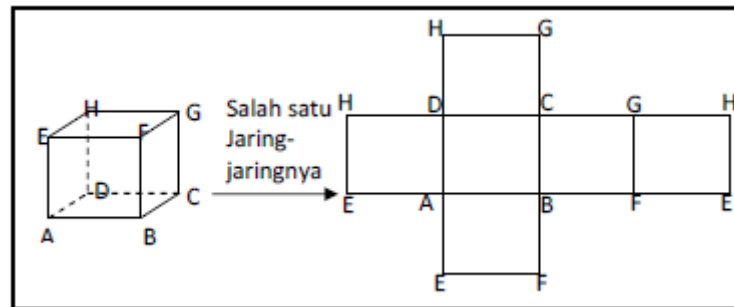 H G
E F
D C
A B
Salah satu
Jaring-
jaringnya
H G
H D C G H
E A B F E
E F